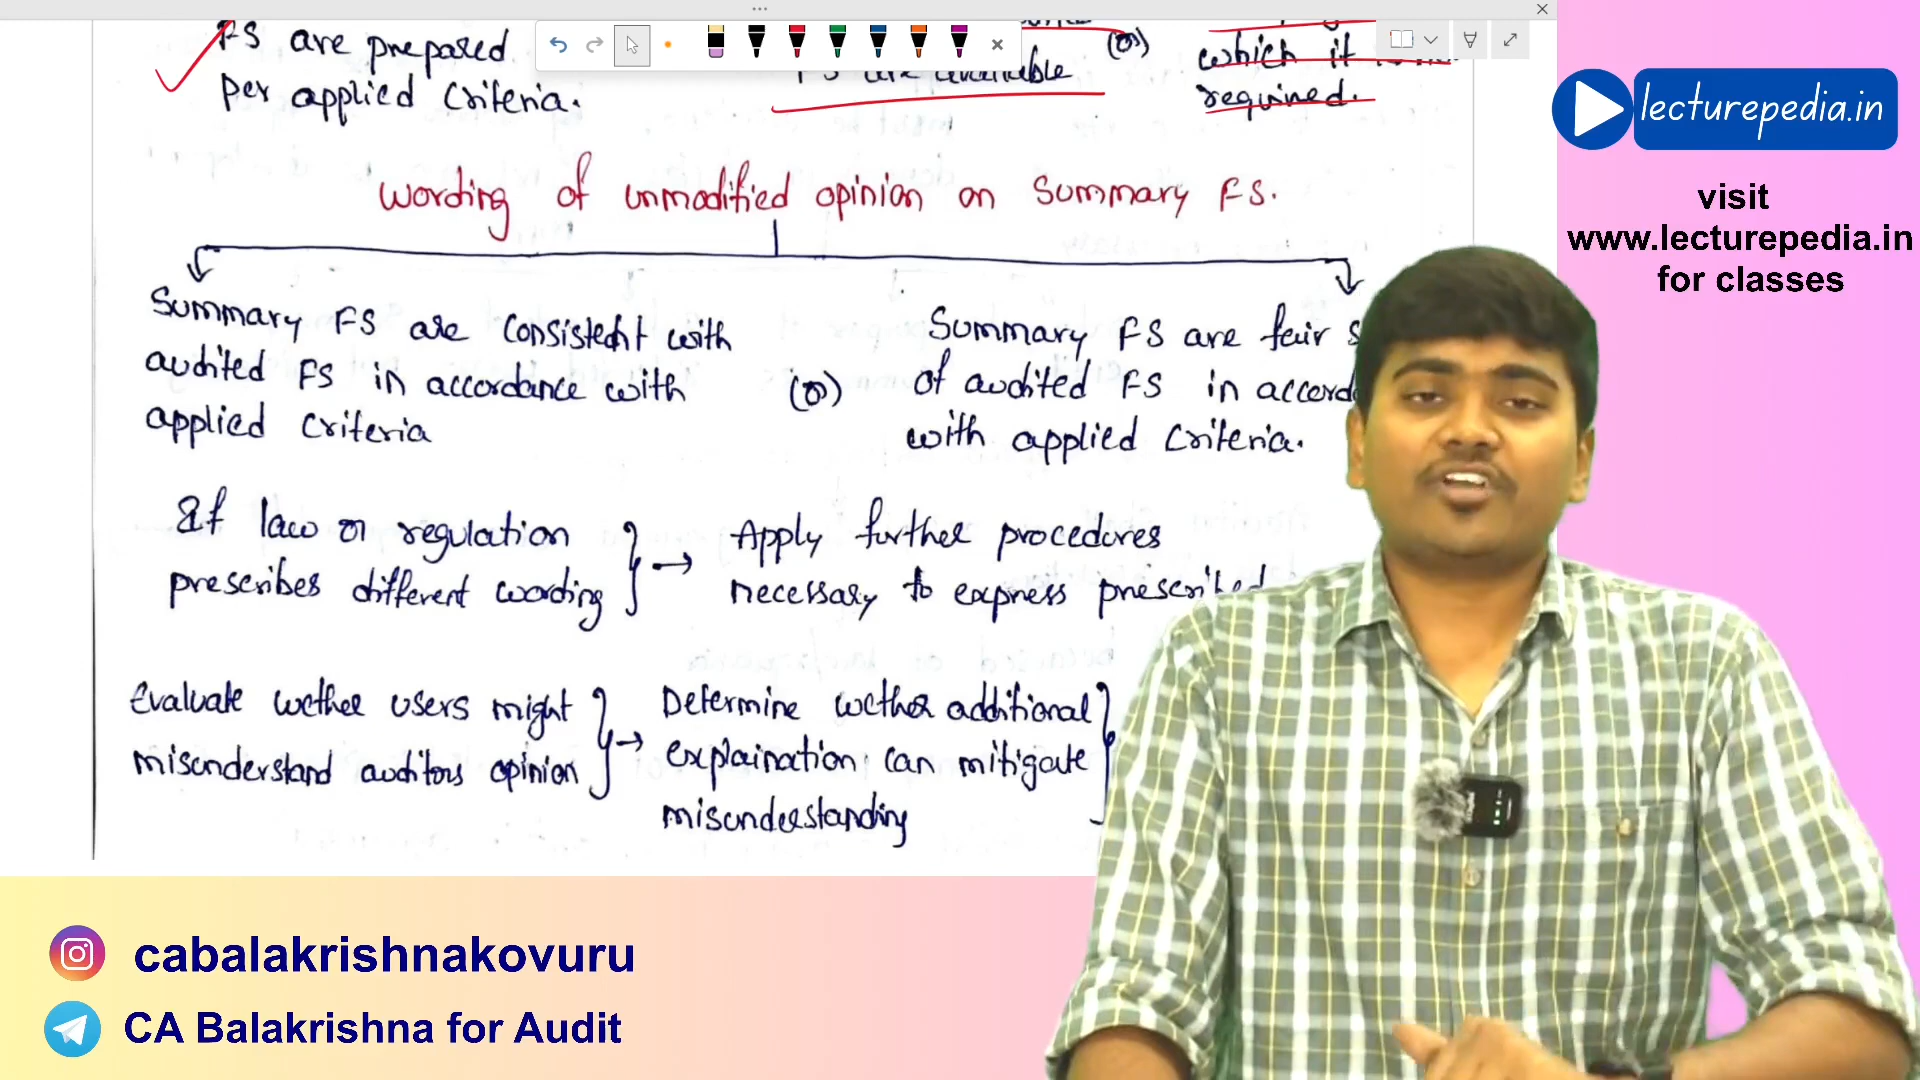 FS are prepared
per applied criteria.
FS are available
(or)
which it
required.
wording of unmodified opinion on Summary FS.
Summary FS are consistent with
audited FS in accordance with
applied criteria
(or)
Summary FS are fair s
of audited FS in accord
with applied criteria.
If law or regulation
prescribes different wording
→ Apply further procedures
necessary to express prescribed
Evaluate wether users might
misunderstand auditors opinion
→ Determine wether additional
explaination can mitigate
misunderstanding
lecturepedia.in
visit
www.lecturepedia.in
for classes
cabalakrishnakovuru
CA Balakrishna for Audit